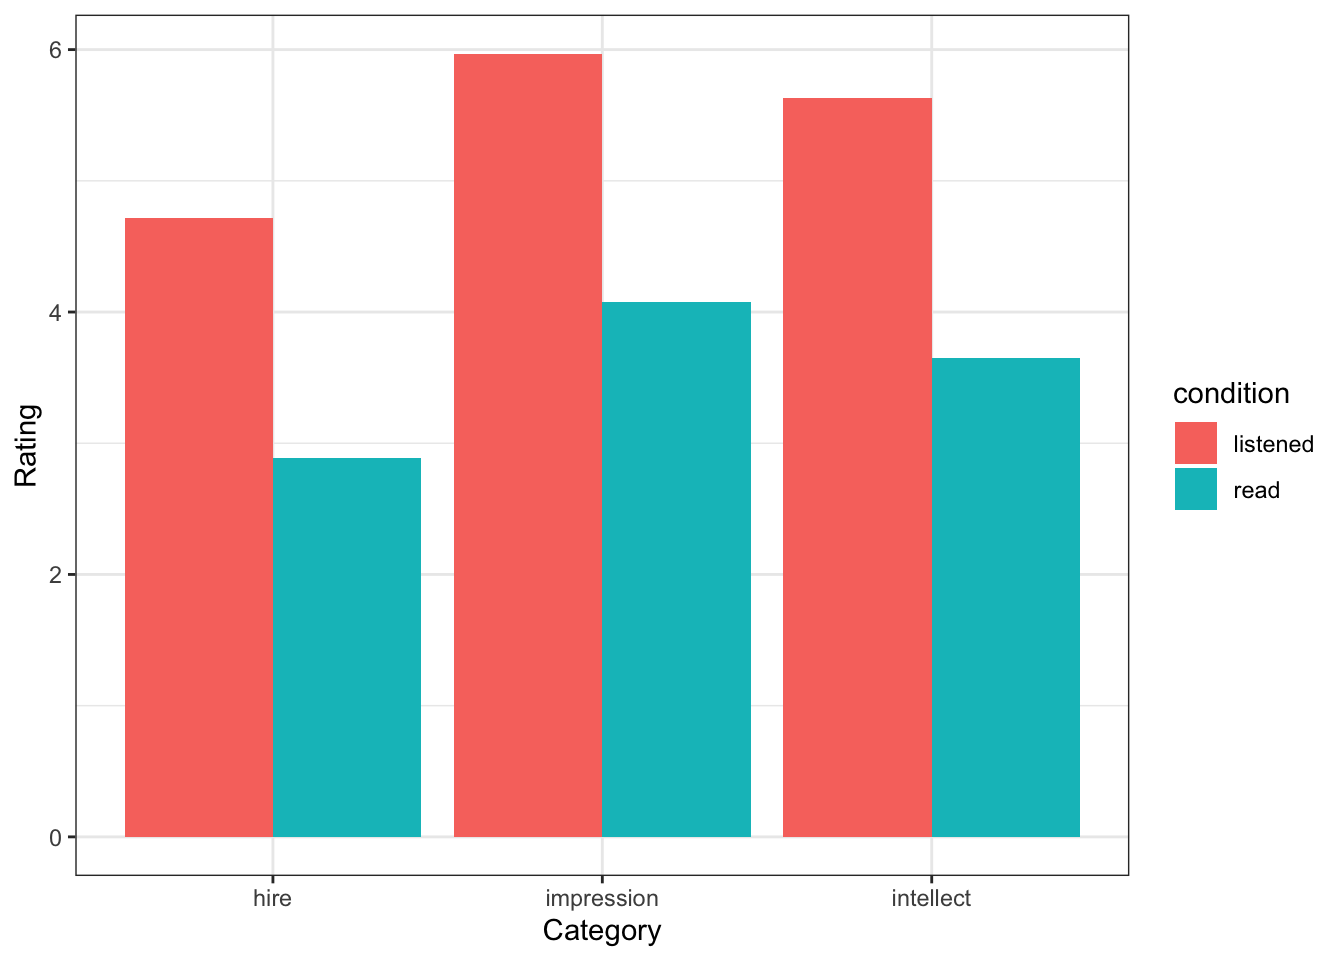 6
4
2
0
Rating
hire
impression
intellect
Category
condition
listened
read